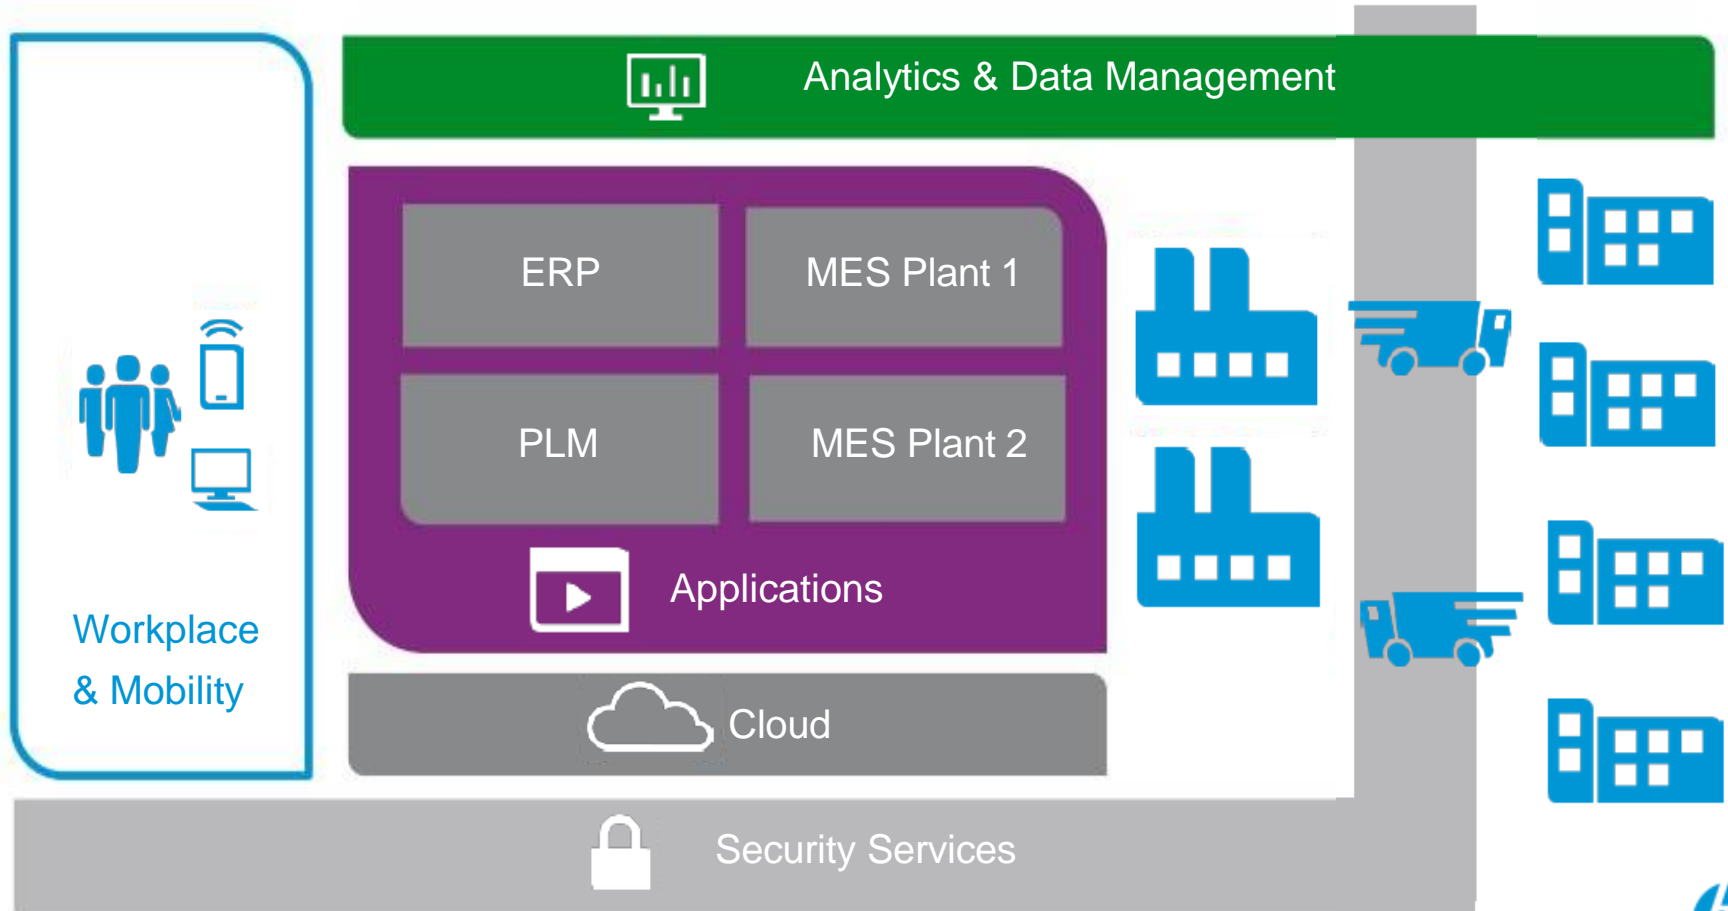 Analytics & Data Management
ERP
MES Plant 1
PLM
MES Plant 2
Applications
Workplace
& Mobility
Cloud
Security Services